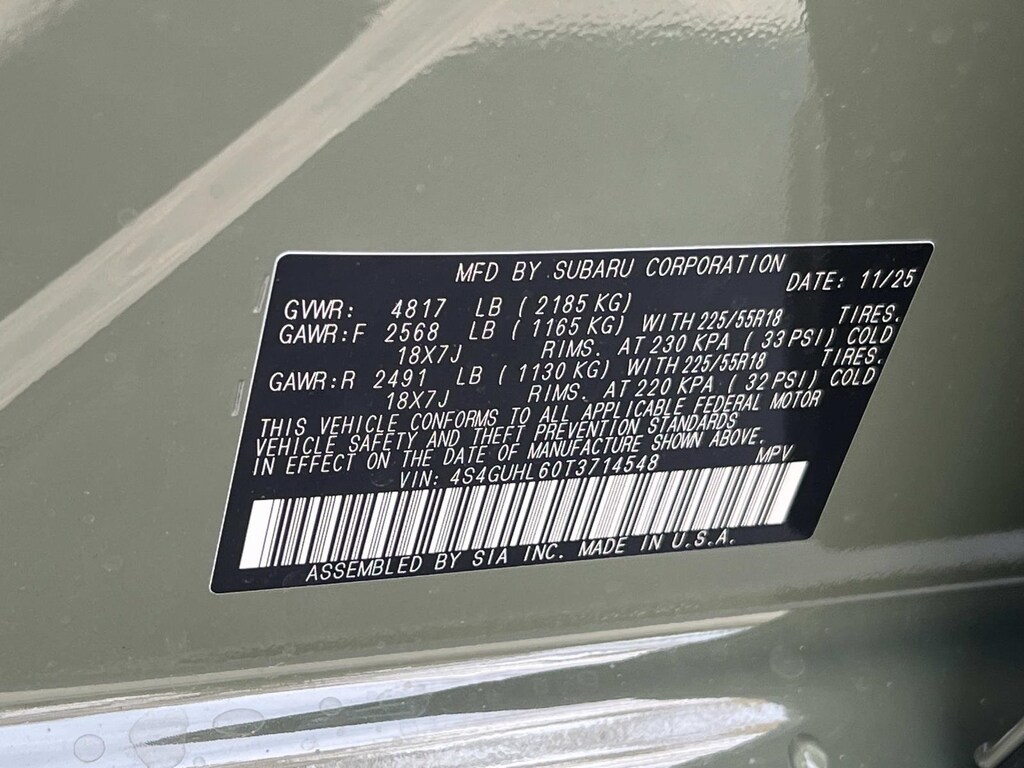 MFD BY SUBARU CORPORATION DATE: 11/25
GVWR: 4817 LB (2185 KG)
GAWR:F 2568 LB (1165 KG) WITH 225/55R18 TIRES.
18X7J RIMS. AT 230 KPA (33 PSI) COLD
GAWR:R 2491 LB (1130 KG) WITH 225/55R18 TIRES.
18X7J RIMS. AT 220 KPA (32 PSI) COLD
THIS VEHICLE CONFORMS TO ALL APPLICABLE FEDERAL MOTOR
VEHICLE SAFETY AND THEFT PREVENTION STANDARDS
IN EFFECT ON THE DATE OF MANUFACTURE SHOWN ABOVE.
VIN: 4S4GUHL60T3714548 MPV
ASSEMBLED BY SIA INC. MADE IN U.S.A.